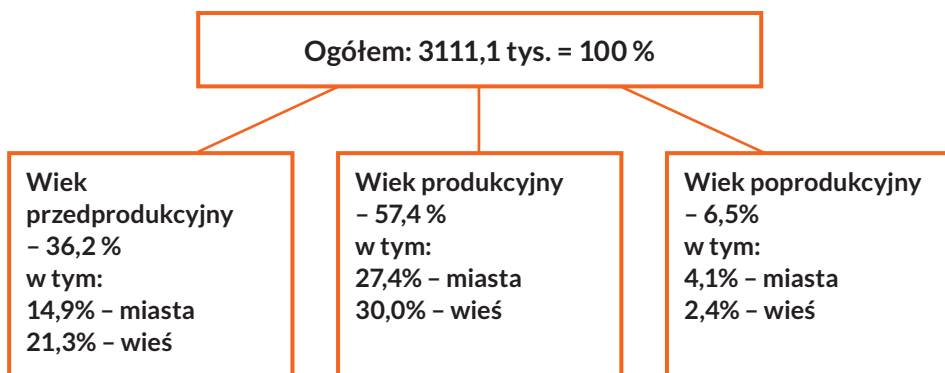 Ogółem: 3111,1 tys. = 100 %
Wiek
przedprodukcyjny
– 36,2 %
w tym:
14,9% – miasta
21,3% – wieś
Wiek produkcyjny
– 57,4 %
w tym:
27,4% – miasta
30,0% – wieś
Wiek poprodukcyjny
– 6,5%
w tym:
4,1% – miasta
2,4% – wieś